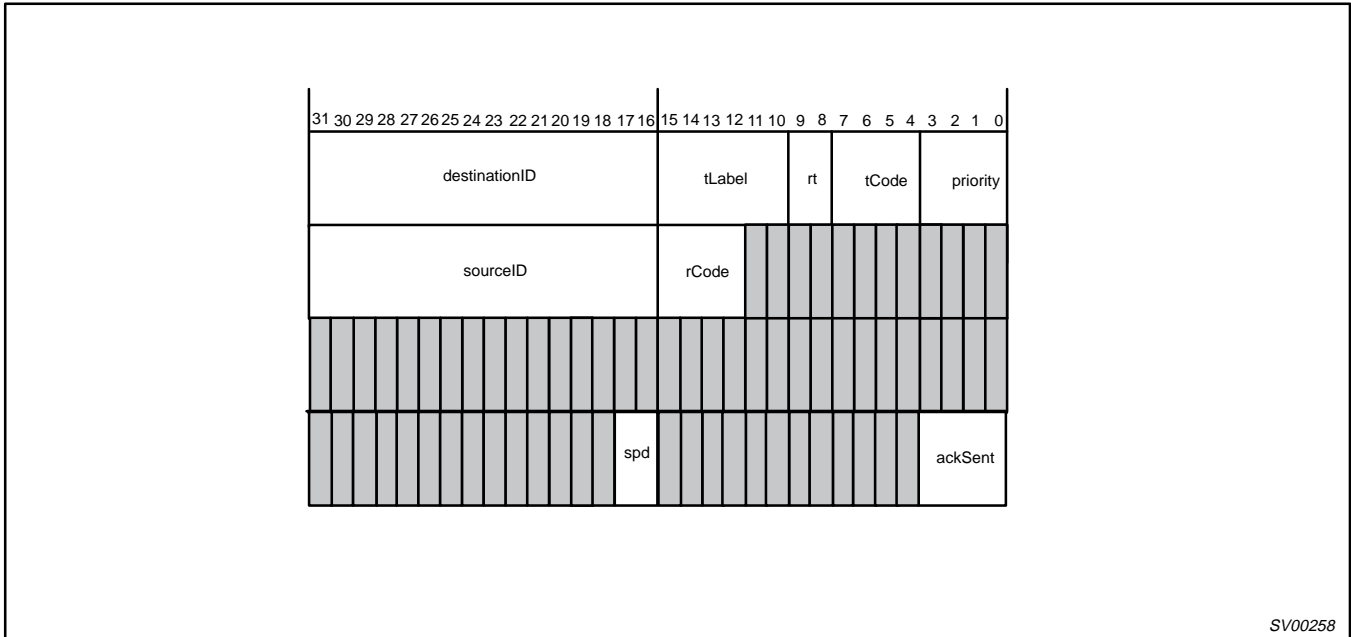 31 30 29 28 27 26 25 24 23 22 21 20 19 18 17 16 15 14 13 12 11 10 9 8 7 6 5 4 3 2 1 0
destinationID tLabel rt tCode priority
sourceID rCode
spd ackSent
SV00258